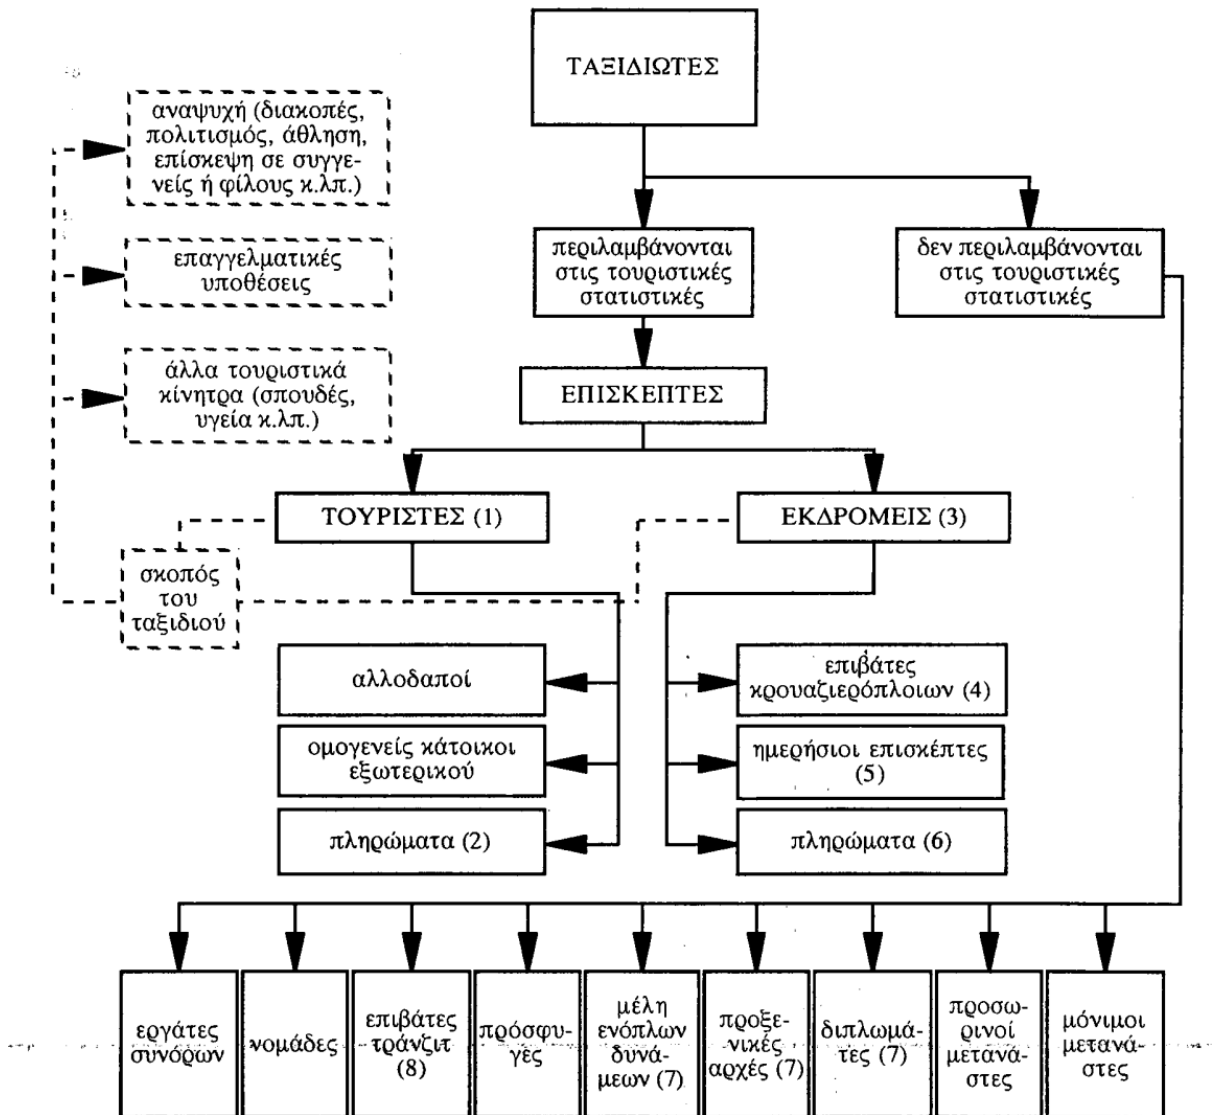 ΤΑΞΙΔΙΩΤΕΣ
αναψυχή (διακοπές,
πολιτισμός, άθληση,
επίσκεψη σε συγγε-
νείς ή φίλους κ.λπ.)
περιλαμβάνονται
στις τουριστικές
στατιστικές
δεν περιλαμβάνονται
στις τουριστικές
στατιστικές
επαγγελματικές
υποθέσεις
άλλα τουριστικά
κίνητρα (σπουδές,
υγεία κ.λπ.)
ΕΠΙΣΚΕΠΤΕΣ
ΤΟΥΡΙΣΤΕΣ (1)
ΕΚΔΡΟΜΕΙΣ (3)
σκοπός
του
ταξιδιού
αλλοδαποί
επιβάτες
κρουαζιερόπλοιων (4)
ομογενείς κάτοικοι
εξωτερικού
ημερήσιοι επισκέπτες
(5)
πληρώματα (2)
πληρώματα (6)
εργάτες
συνόρων
νομάδες
επιβάτες
τράνζιτ
(8)
πρόσφυ-
γες
μέλη
ενόπλων
δυνά-
μεων (7)
προξε-
νικές
αρχές (7)
διπλωμά-
τες (7)
προσω-
ρινοί
μετανά-
στες
μόνιμοι
μετανά-
στες